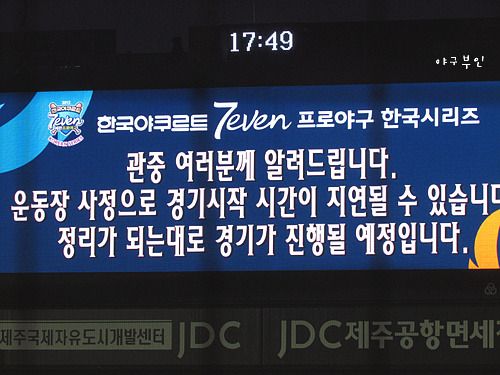 17:49
야구부인
7even
한국야쿠르트 7even 프로야구 한국시리즈
관중 여러분께 알려드립니다.
운동장 사정으로 경기시작 시간이 지연될 수 있습니다
정리가 되는대로 경기가 진행될 예정입니다.
제주국제자유도시개발센터 JDC JDC제주공항면세